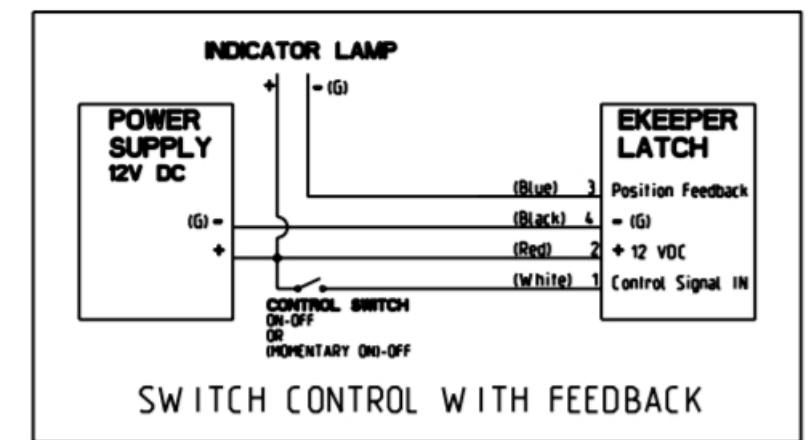 INDICATOR LAMP
+ - (G)
POWER
SUPPLY
12V DC
(G) -
+
EKEEPER
LATCH
(Blue) 3 Position Feedback
(Black) 4 - (G)
(Red) 2 + 12 VDC
(White) 1 Control Signal IN
CONTROL SWITCH
ON-OFF
OR
(MOMENTARY ON)-OFF
SWITCH CONTROL WITH FEEDBACK